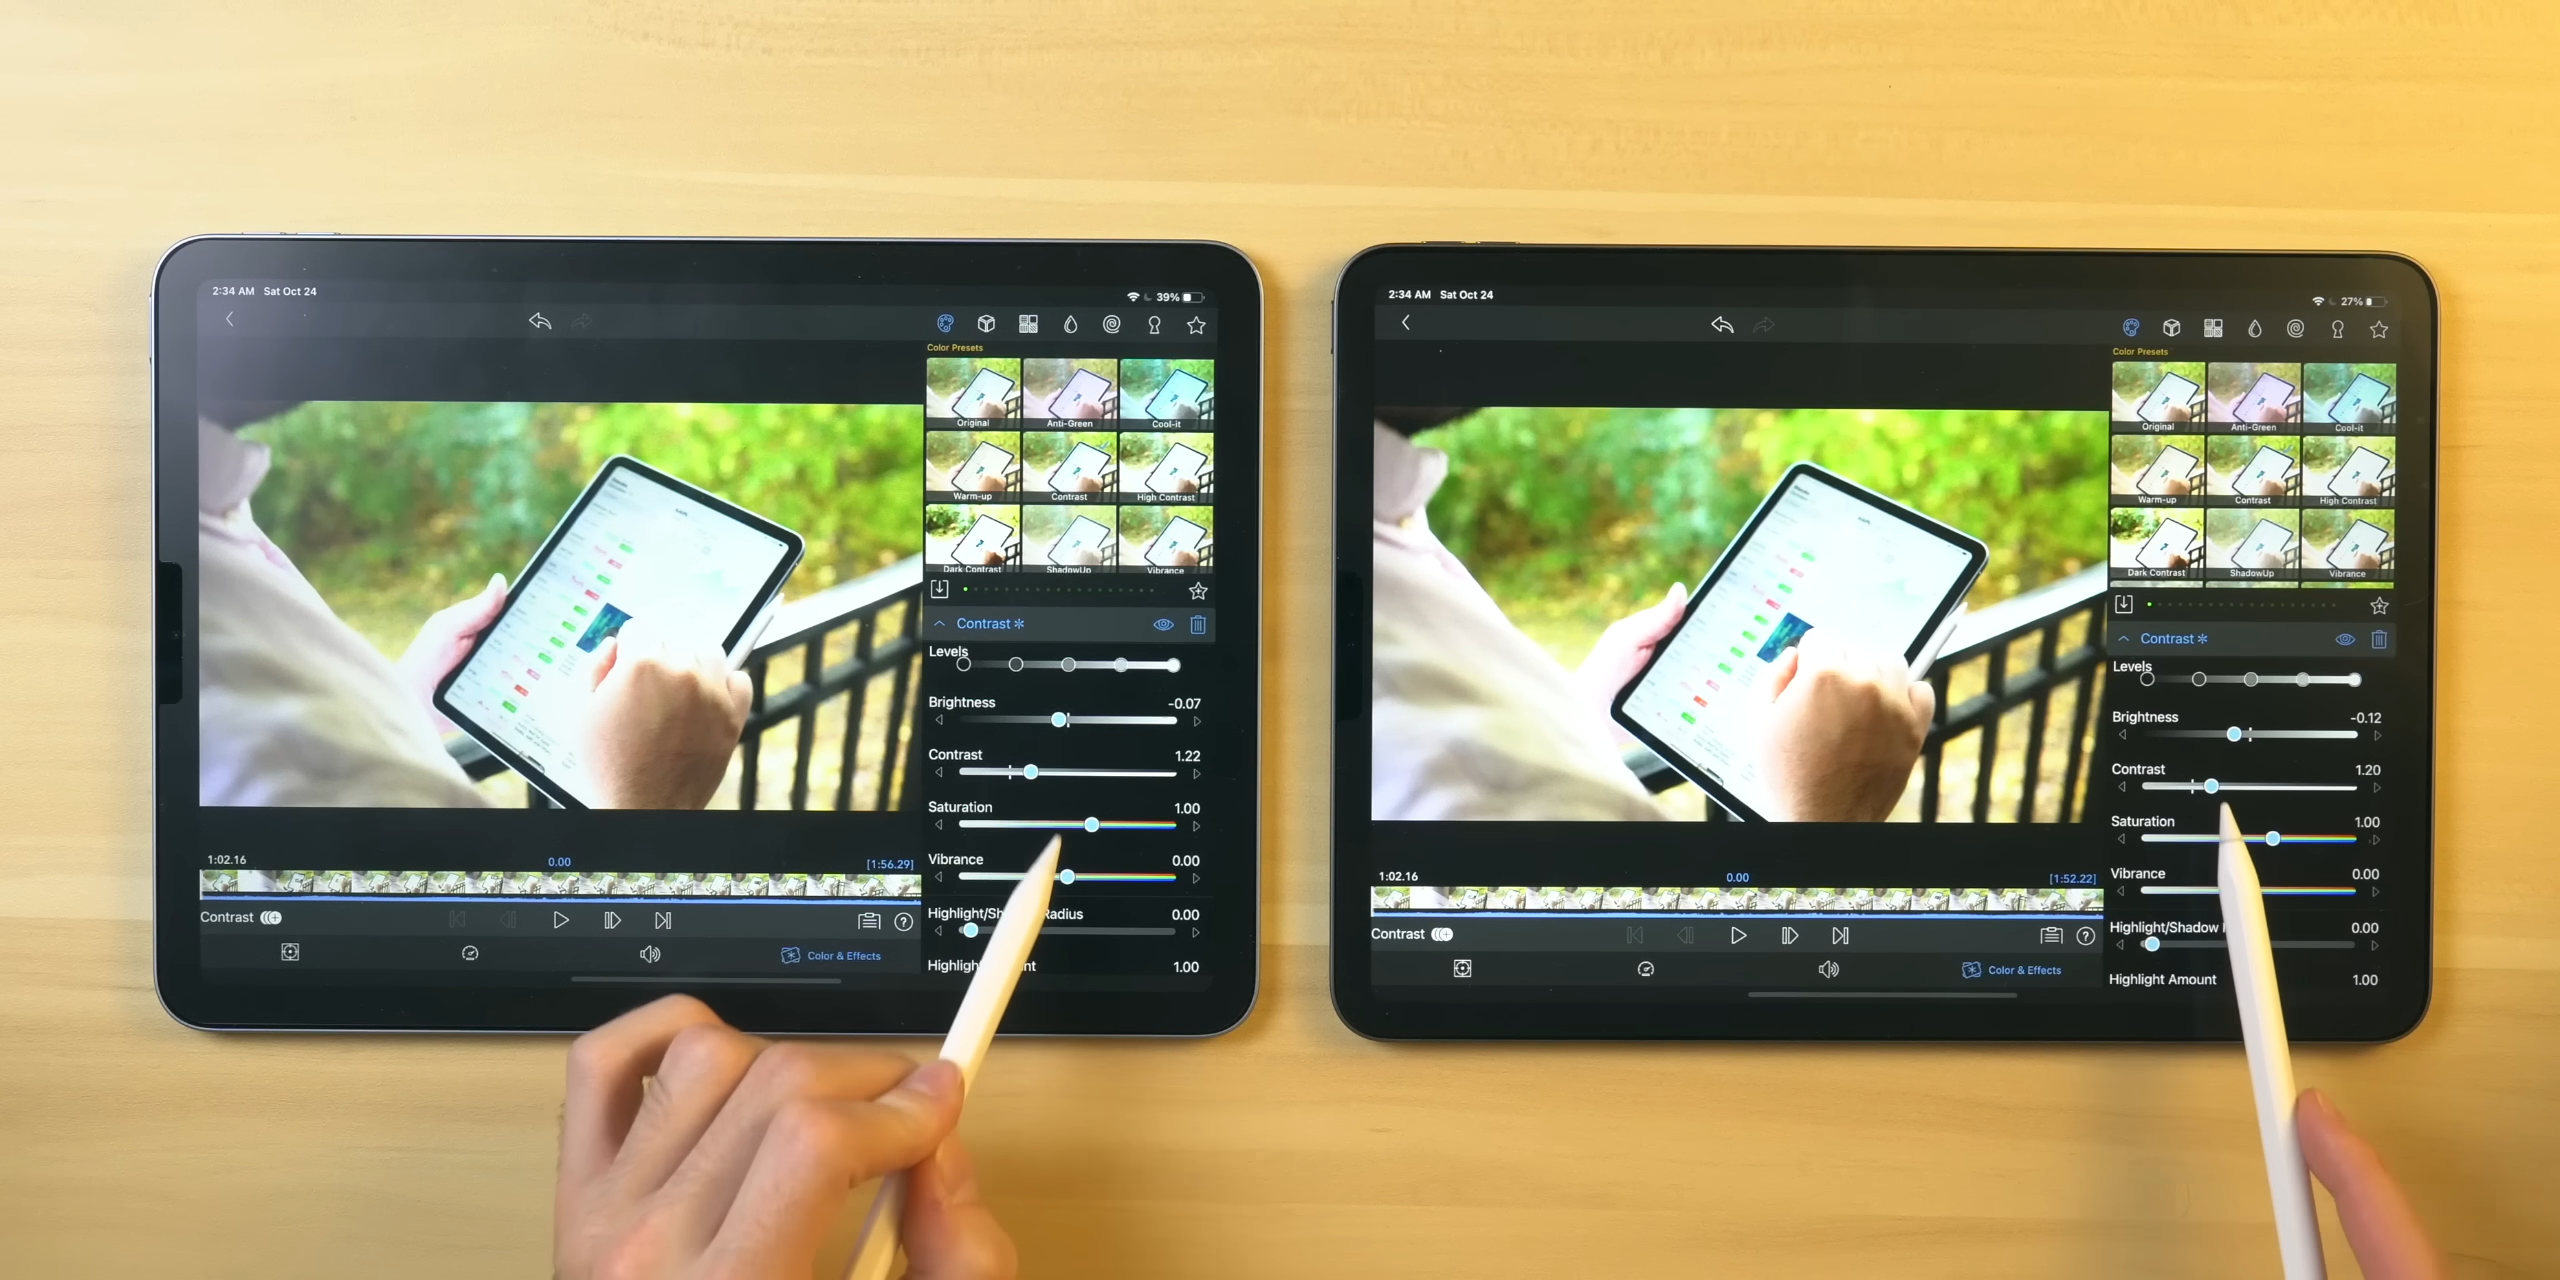 2:34 AM Sat Oct 24
39%
Color Presets
Original Anti-Green Cool-it
Warm-up Contrast High Contrast
Dark Contrast ShadowUp Vibrance
Contrast
Levels
Brightness -0.07
Contrast 1.22
Saturation 1.00
Vibrance 0.00
Highlight/Sh Radius 0.00
Highlight nt 1.00
1:02.16 0.00 [1:56.29]
Contrast
Color & Effects
2:34 AM Sat Oct 24
27%
Color Presets
Original Anti-Green Cool-it
Warm-up Contrast High Contrast
Dark Contrast ShadowUp Vibrance
Contrast
Levels
Brightness -0.12
Contrast 1.20
Saturation 1.00
Vibrance 0.00
Highlight/Shadow 0.00
Highlight Amount 1.00
1:02.16 0.00 [1:52.22]
Contrast
Color & Effects